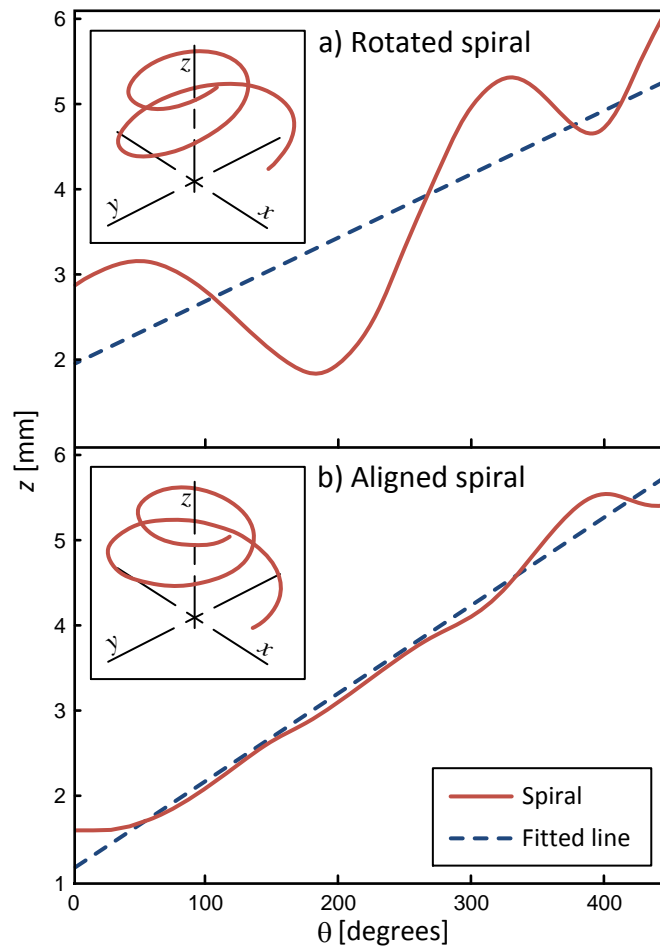 a) Rotated spiral
z
y
x
6
5
4
3
2
z [mm]
b) Aligned spiral
z
y
x
6
5
4
3
2
1
Spiral
Fitted line
0
100
200
300
400
θ [degrees]